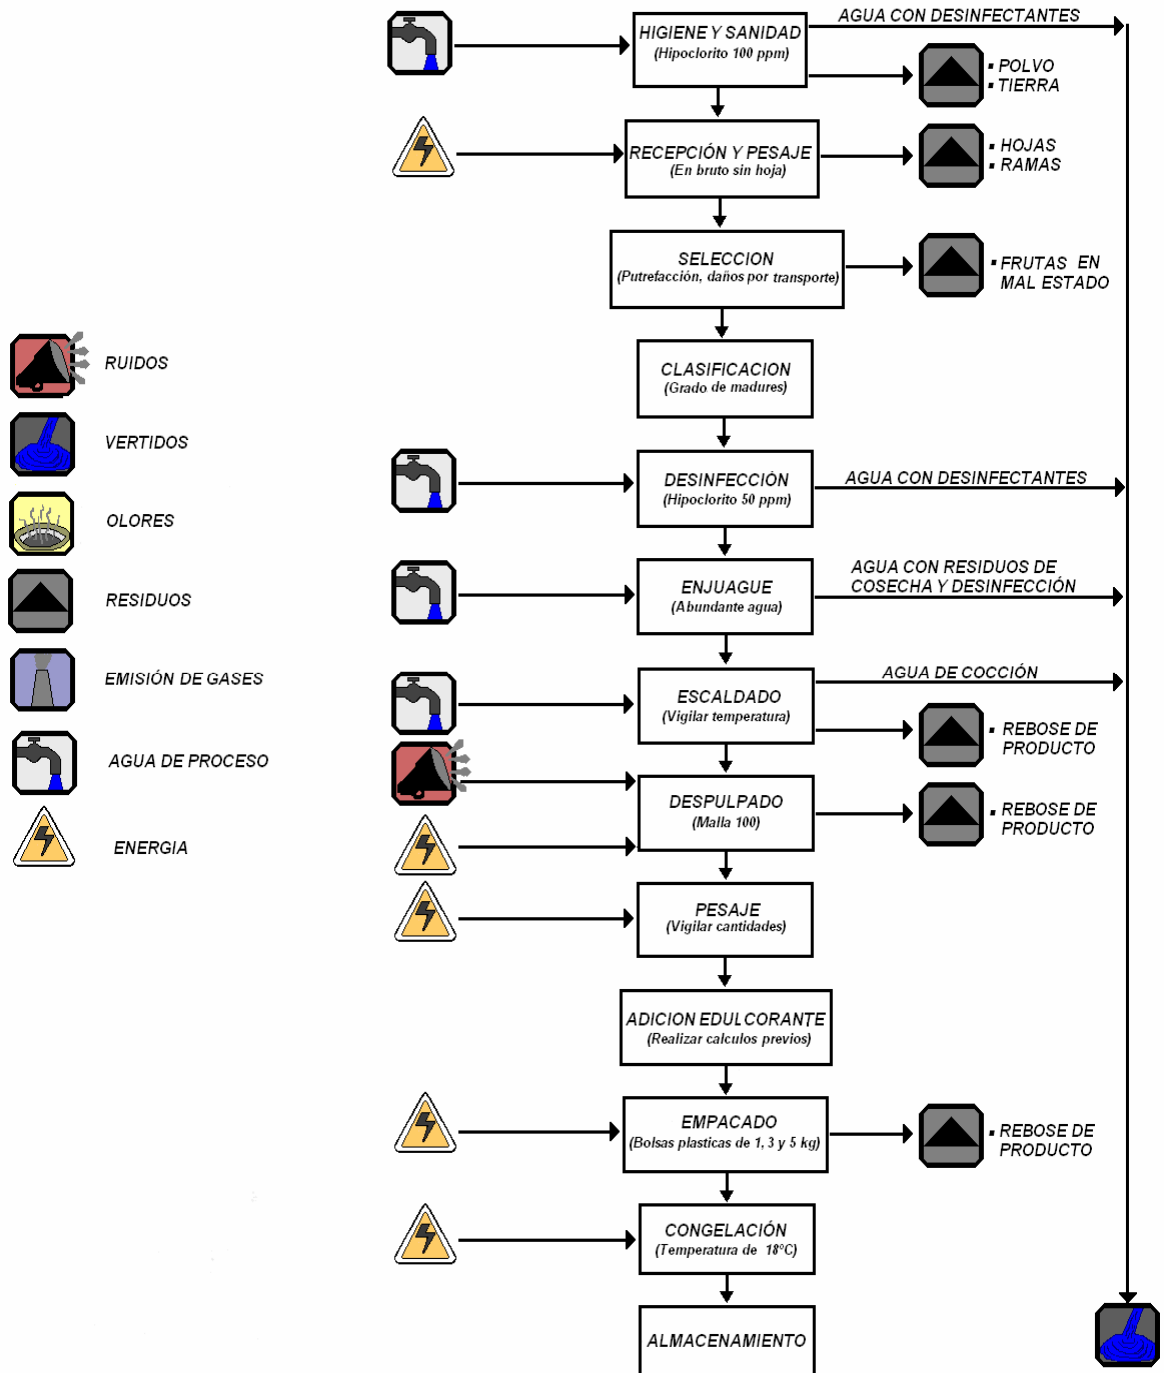 HIGIENE Y SANIDAD
(Hipoclorito 100 ppm)
AGUA CON DESINFECTANTES
▪ POLVO
▪ TIERRA
RECEPCIÓN Y PESAJE
(En bruto sin hoja)
▪ HOJAS
▪ RAMAS
SELECCION
(Putrefacción, daños por transporte)
▪ FRUTAS EN
MAL ESTADO
CLASIFICACION
(Grado de madures)
DESINFECCIÓN
(Hipoclorito 50 ppm)
AGUA CON DESINFECTANTES
ENJUAGUE
(Abundante agua)
AGUA CON RESIDUOS DE
COSECHA Y DESINFECCIÓN
ESCALDADO
(Vigilar temperatura)
AGUA DE COCCIÓN
▪ REBOSE DE
PRODUCTO
DESPULPADO
(Malla 100)
▪ REBOSE DE
PRODUCTO
PESAJE
(Vigilar cantidades)
ADICION EDULCORANTE
(Realizar calculos previos)
EMPACADO
(Bolsas plasticas de 1, 3 y 5 kg)
▪ REBOSE DE
PRODUCTO
CONGELACIÓN
(Temperatura de 18°C)
ALMACENAMIENTO
RUIDOS
VERTIDOS
OLORES
RESIDUOS
EMISIÓN DE GASES
AGUA DE PROCESO
ENERGIA